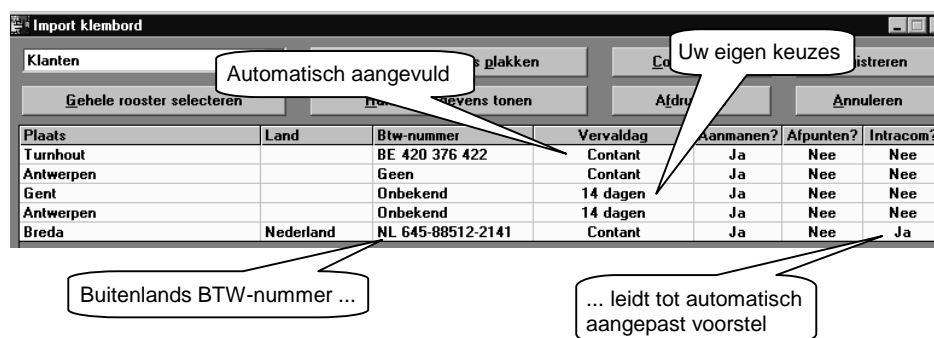 Import klembord
Klanten
plakken
istreren
Automatisch aangevuld
Uw eigen keuzes
Gehele rooster selecteren
evens tonen
Annuleren
Plaats Land Btw-nummer Vervaldag Aanmanen? Afpunten? Intracom?
Turnhout BE 420 376 422 Contant Ja Nee Nee
Antwerpen Geen Contant Ja Nee Nee
Gent Onbekend 14 dagen Ja Nee Nee
Antwerpen Onbekend 14 dagen Ja Nee Nee
Breda Nederland NL 645-88512-2141 Contant Ja Nee Ja
Buitenlands BTW-nummer ...
... leidt tot automatisch
aangepast voorstel